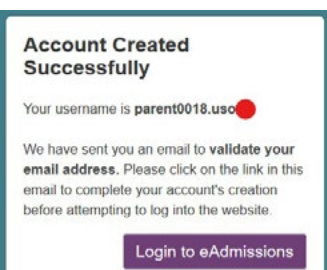 Account Created
Successfully
Your username is parent0018.uso
We have sent you an email to validate your
email address. Please click on the link in this
email to complete your account's creation
before attempting to log into the website.
Login to eAdmissions